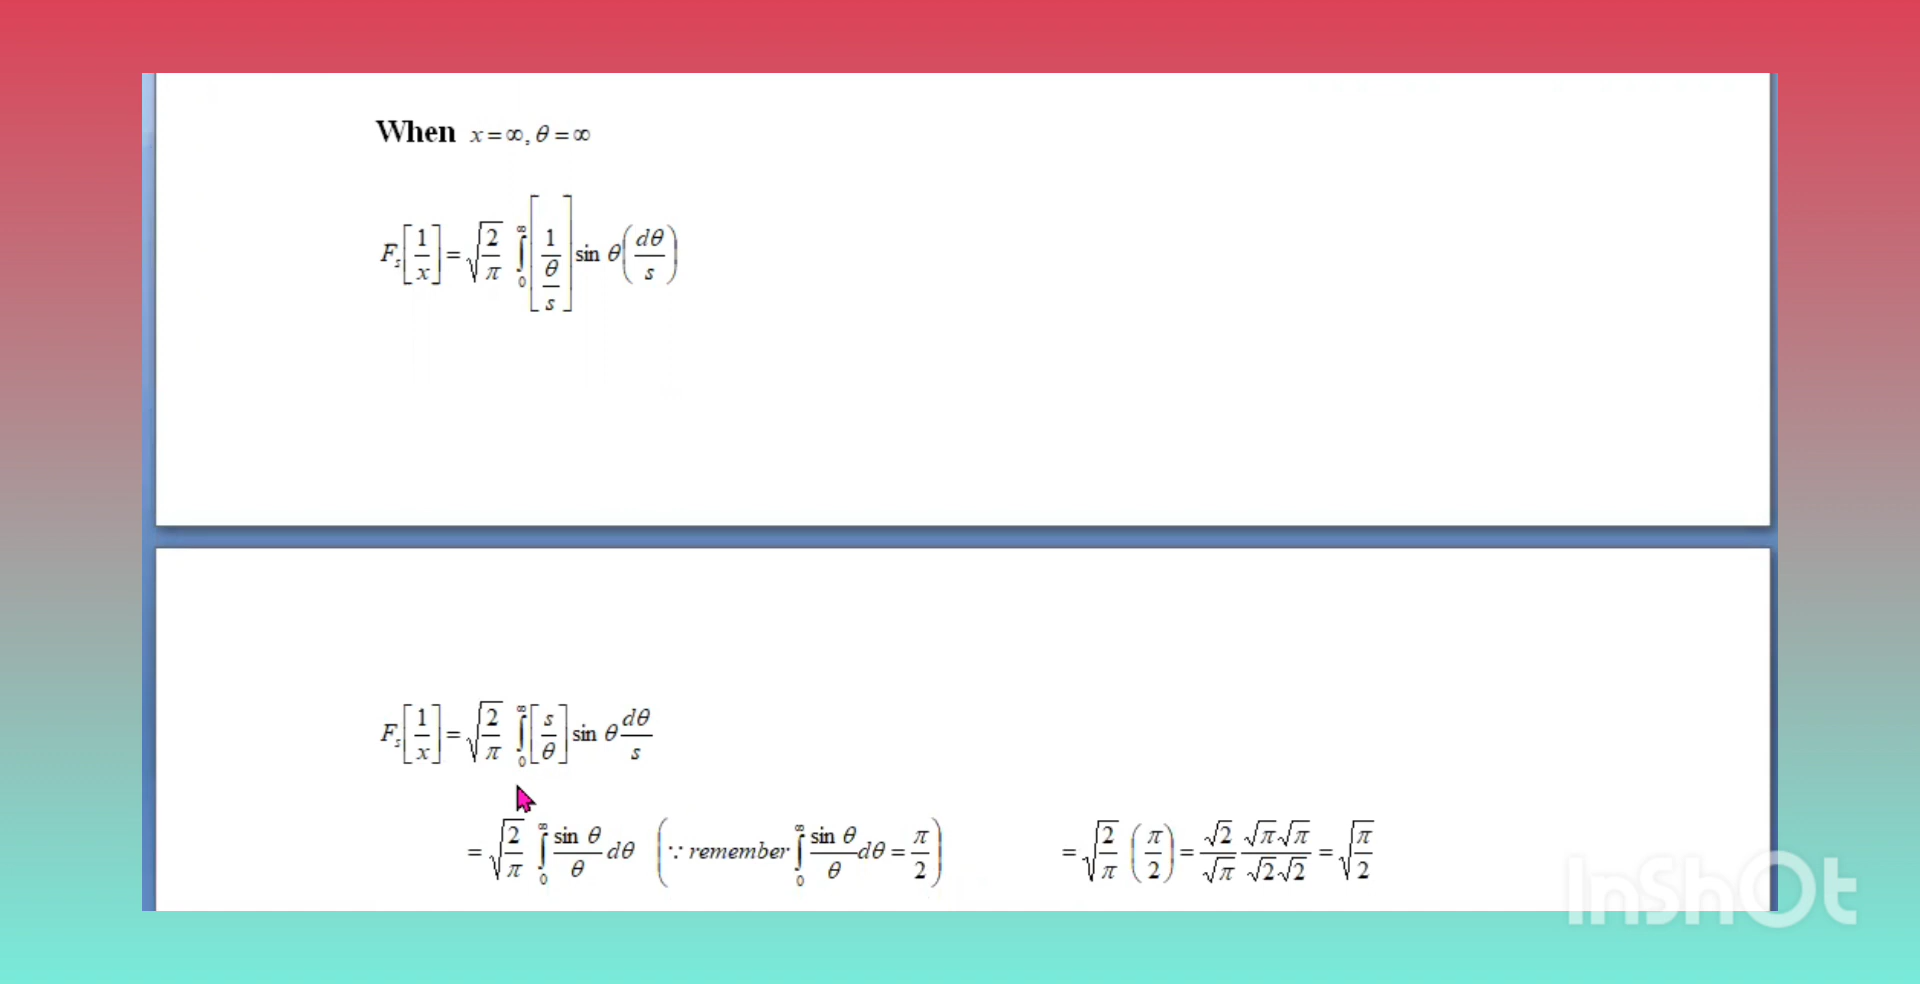 When x = ∞, θ = ∞
F_s[1/x] = √(2/π) ∫_0^∞ [1/(θ/s)] sin θ (dθ/s)
F_s[1/x] = √(2/π) ∫_0^∞ [s/θ] sin θ dθ/s
= √(2/π) ∫_0^∞ (sin θ/θ) dθ (∵ remember ∫_0^∞ (sin θ/θ) dθ = π/2) = √(2/π) (π/2) = (√2/√π) (√π√π/√2√2) = √(π/2)
InShOt